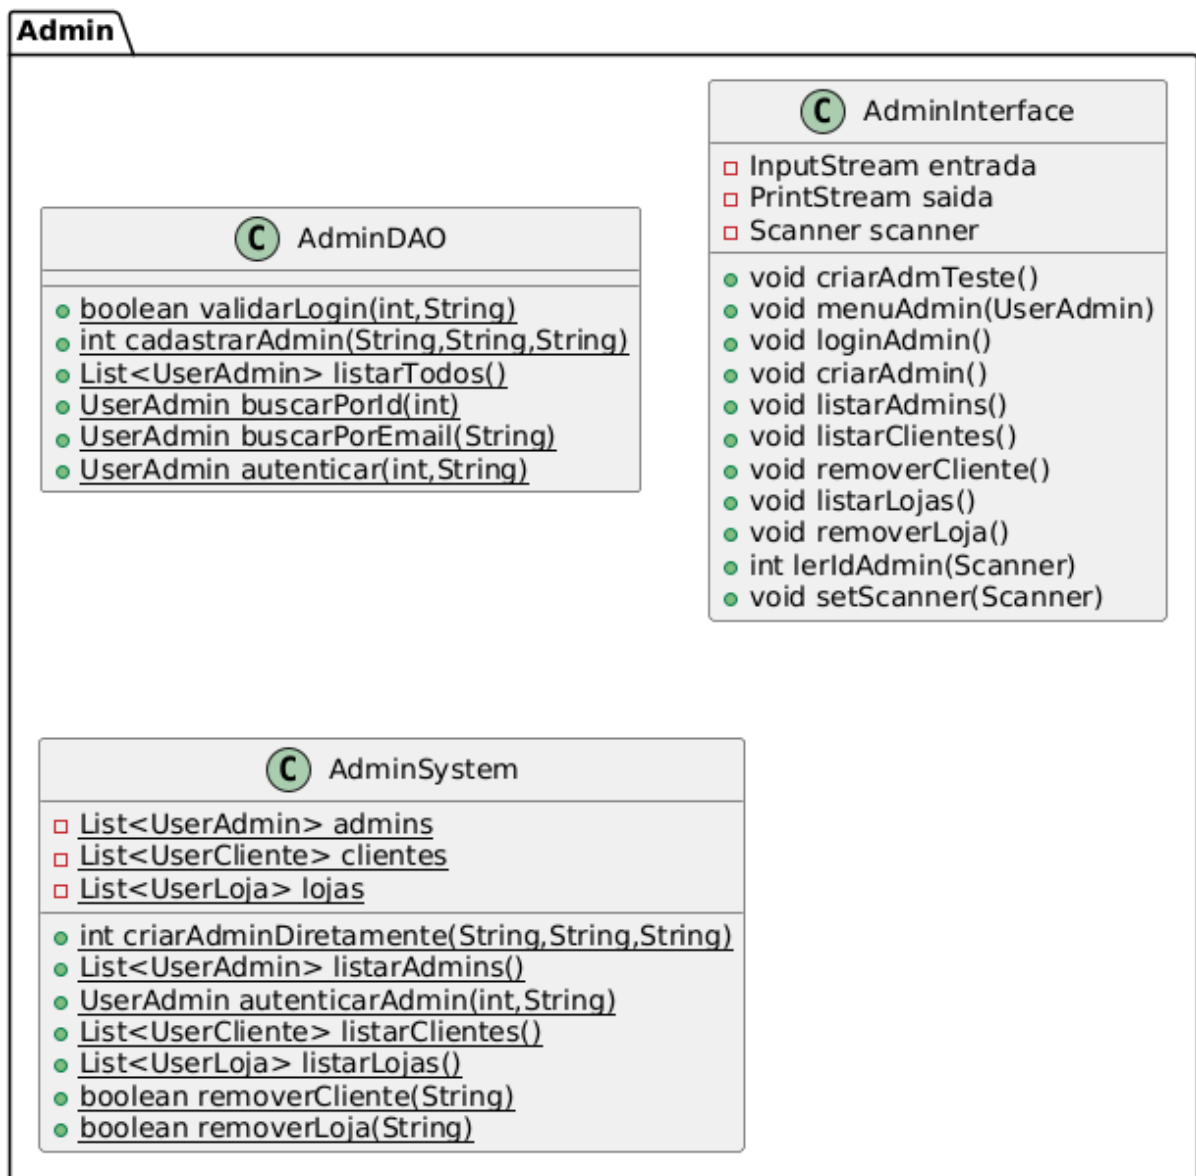 Admin
C AdminDAO
boolean validarLogin(int,String)
int cadastrarAdmin(String,String,String)
List<UserAdmin> listarTodos()
UserAdmin buscarPorId(int)
UserAdmin buscarPorEmail(String)
UserAdmin autenticar(int,String)
C AdminInterface
InputStream entrada
PrintStream saida
Scanner scanner
void criarAdmTeste()
void menuAdmin(UserAdmin)
void loginAdmin()
void criarAdmin()
void listarAdmins()
void listarClientes()
void removerCliente()
void listarLojas()
void removerLoja()
int lerIdAdmin(Scanner)
void setScanner(Scanner)
C AdminSystem
List<UserAdmin> admins
List<UserCliente> clientes
List<UserLoja> lojas
int criarAdminDiretamente(String,String,String)
List<UserAdmin> listarAdmins()
UserAdmin autenticarAdmin(int,String)
List<UserCliente> listarClientes()
List<UserLoja> listarLojas()
boolean removerCliente(String)
boolean removerLoja(String)